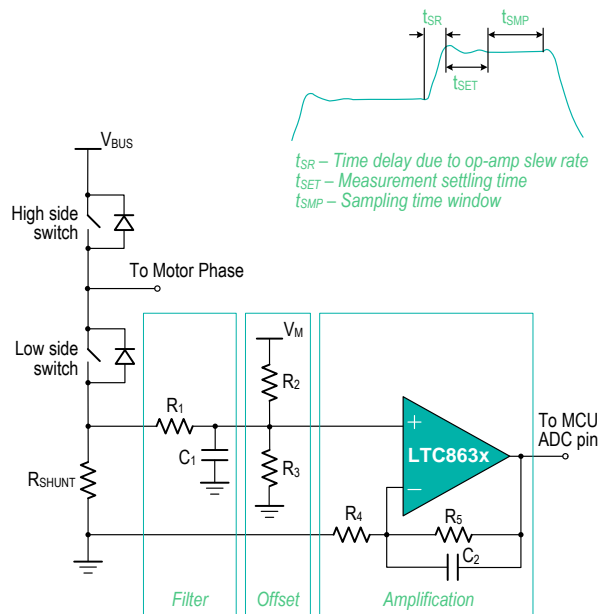 tSR
tSMP
tSET
tSR – Time delay due to op-amp slew rate
tSET – Measurement settling time
tSMP – Sampling time window
VBUS
High side
switch
To Motor Phase
Low side
switch
VM
R2
R1
C1
R3
RSHUNT
+
LTC863x
–
To MCU
ADC pin
R4
R5
C2
Filter
Offset
Amplification